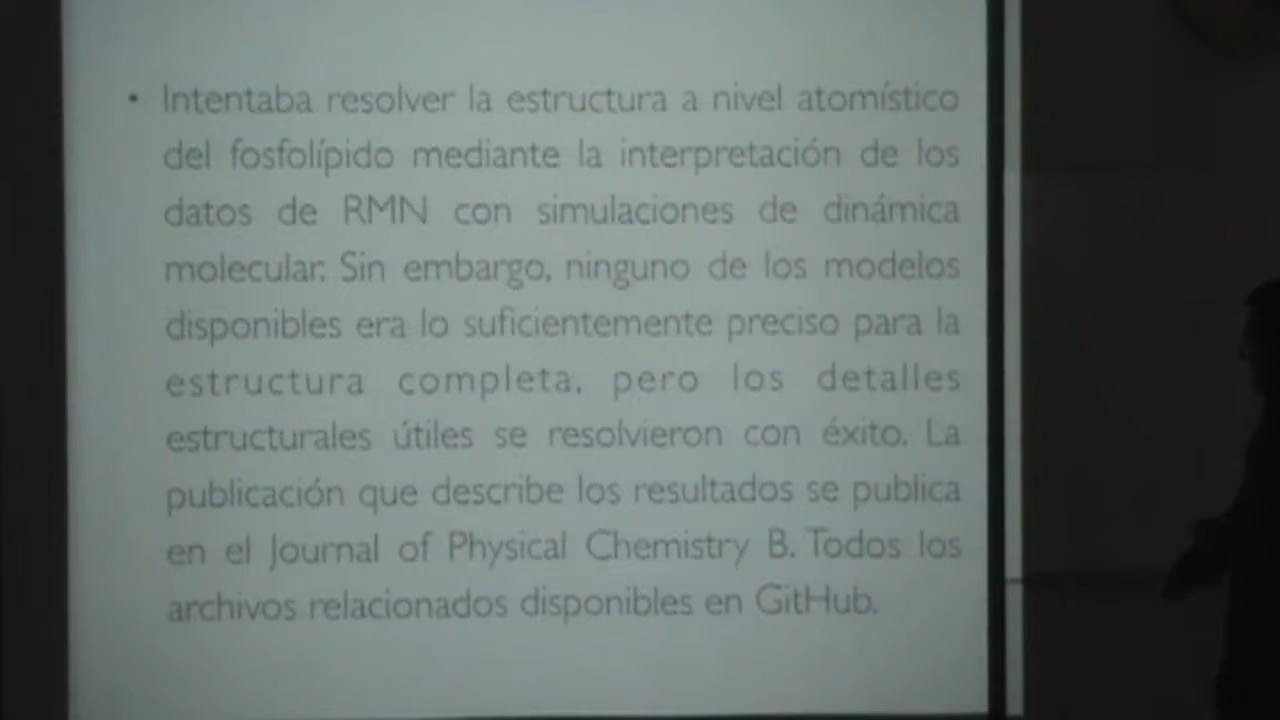 • Intentaba resolver la estructura a nivel atomístico
del fosfolípido mediante la interpretación de los
datos de RMN con simulaciones de dinámica
molecular. Sin embargo, ninguno de los modelos
disponibles era lo suficientemente preciso para la
estructura completa, pero los detalles
estructurales útiles se resolvieron con éxito. La
publicación que describe los resultados se publica
en el Journal of Physical Chemistry B. Todos los
archivos relacionados disponibles en GitHub.